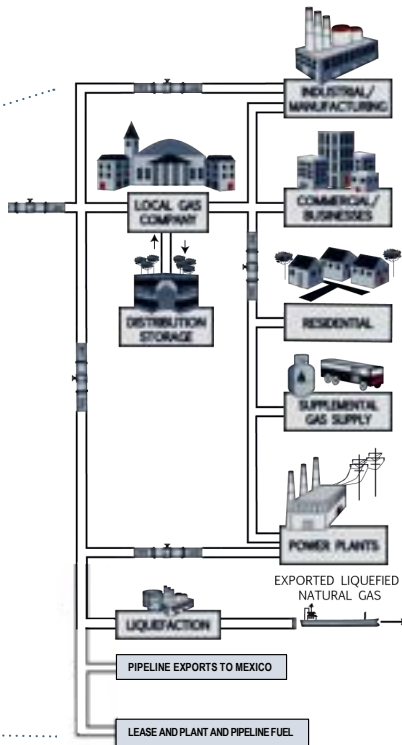 INDUSTRIAL/
MANUFACTURING
LOCAL GAS
COMPANY
COMMERCIAL/
BUSINESSES
DISTRIBUTION
STORAGE
RESIDENTIAL
SUPPLEMENTAL
GAS SUPPLY
POWER PLANTS
EXPORTED LIQUEFIED
NATURAL GAS
LIQUEFACTION
PIPELINE EXPORTS TO MEXICO
LEASE AND PLANT AND PIPELINE FUEL